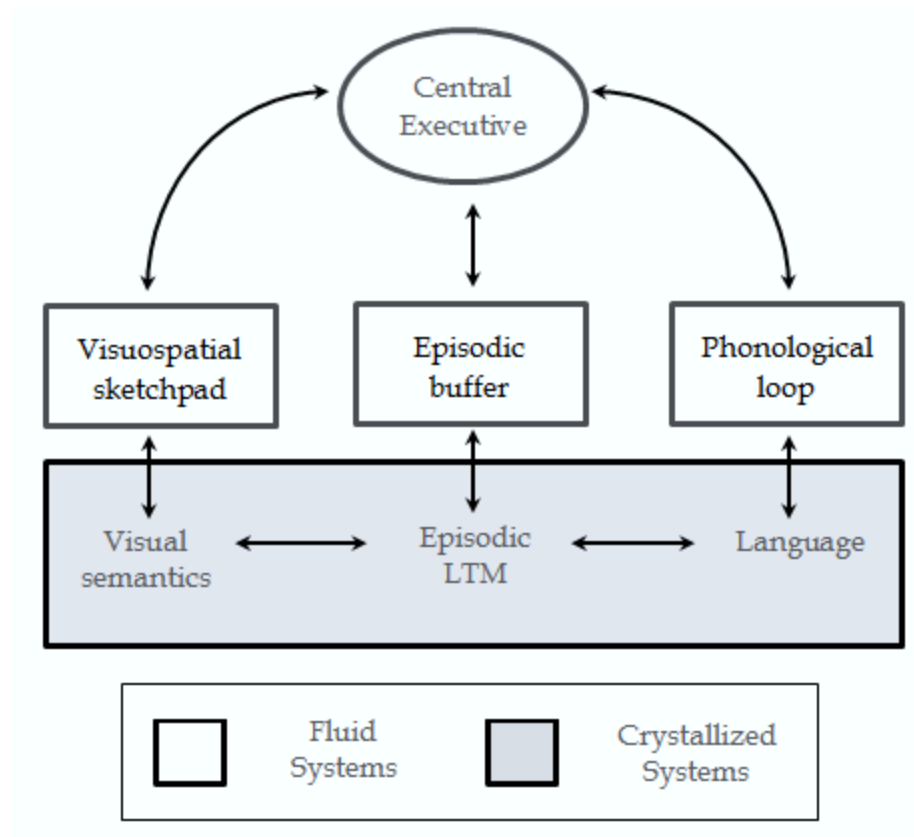 Central
Executive
Visuospatial
sketchpad
Episodic
buffer
Phonological
loop
Visual
semantics
Episodic
LTM
Language
Fluid
Systems
Crystallized
Systems